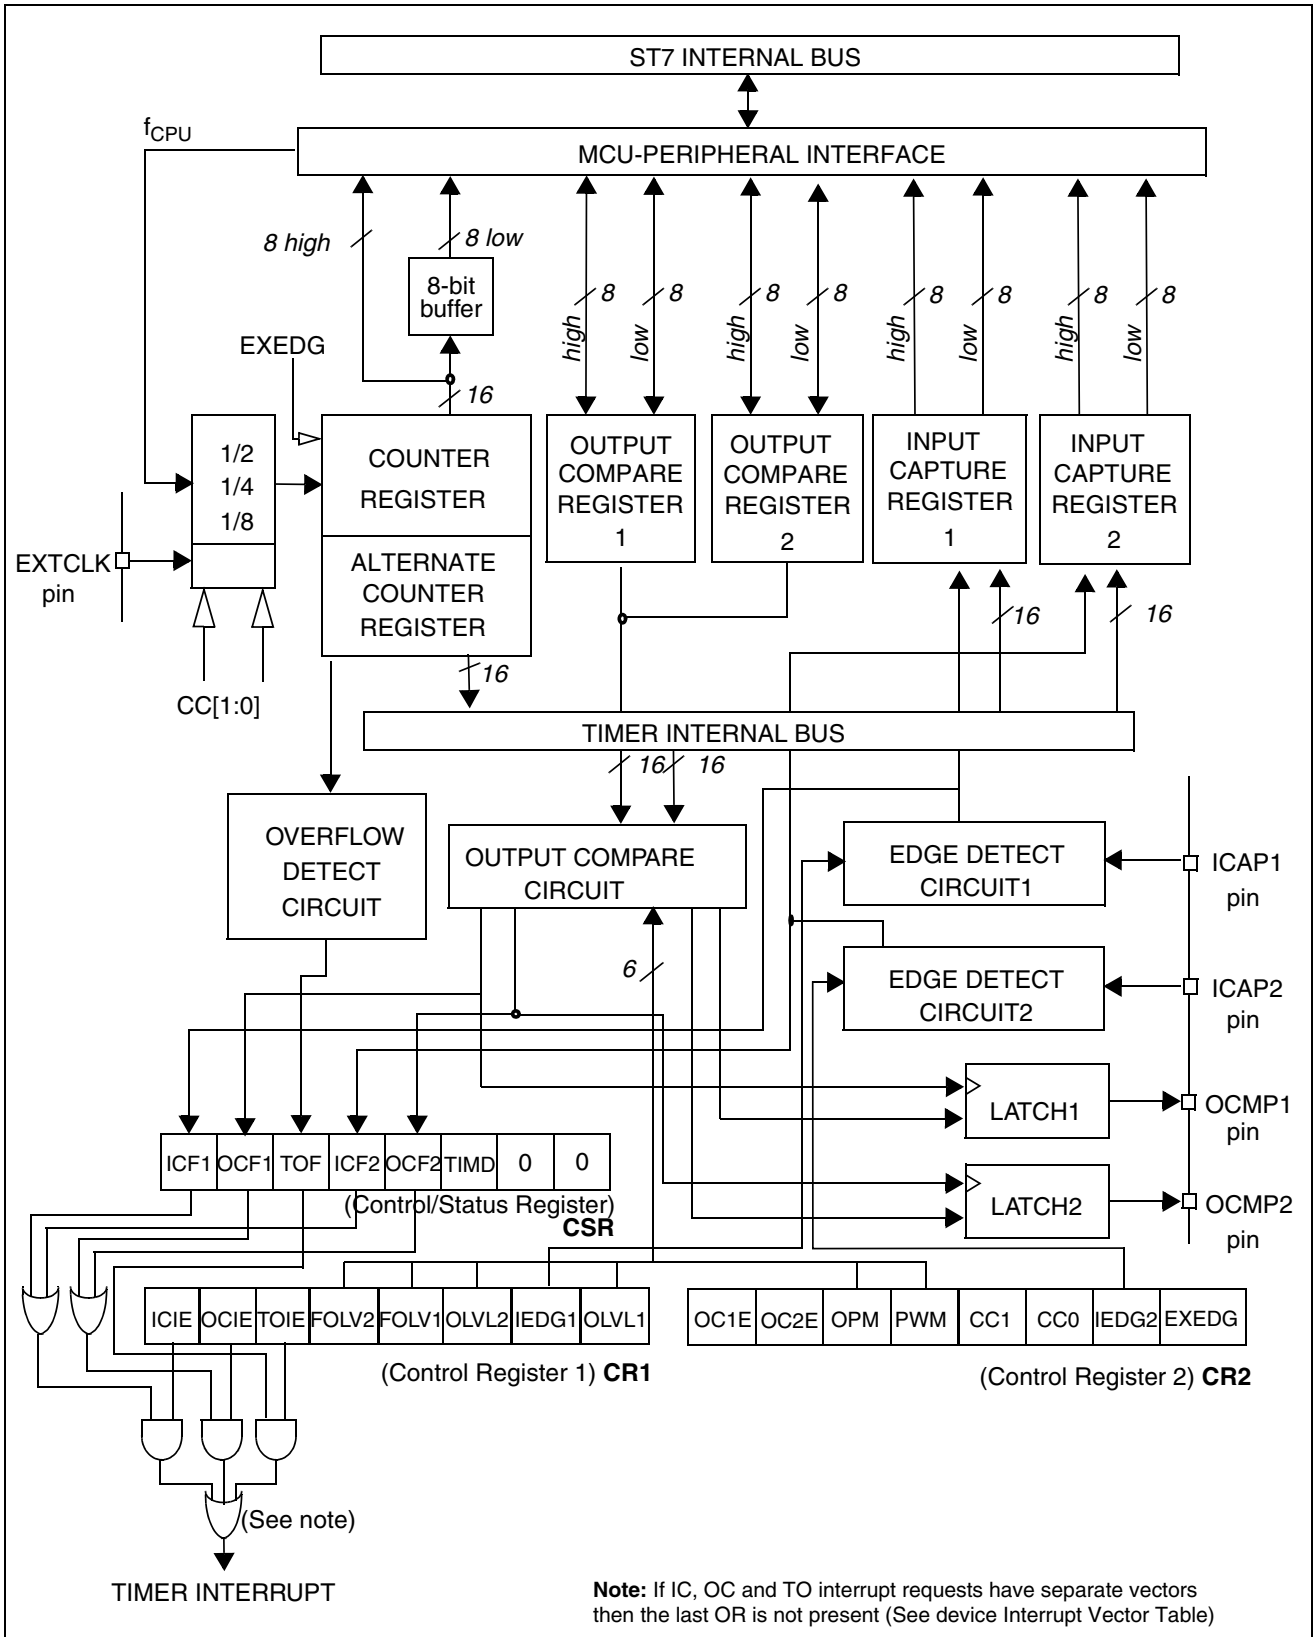 ST7 INTERNAL BUS
fCPU
MCU-PERIPHERAL INTERFACE
8 high
8 low
8-bit
buffer
8
8
8
8
8
8
8
8
high
low
high
low
high
low
high
low
EXEDG
16
1/2
1/4
1/8
COUNTER
REGISTER
OUTPUT
COMPARE
REGISTER
1
OUTPUT
COMPARE
REGISTER
2
INPUT
CAPTURE
REGISTER
1
INPUT
CAPTURE
REGISTER
2
EXTCLK
pin
ALTERNATE
COUNTER
REGISTER
16
16
16
CC[1:0]
TIMER INTERNAL BUS
16
16
OVERFLOW
DETECT
CIRCUIT
OUTPUT COMPARE
CIRCUIT
EDGE DETECT
CIRCUIT1
ICAP1
pin
6
EDGE DETECT
CIRCUIT2
ICAP2
pin
LATCH1
OCMP1
pin
ICF1 OCF1 TOF ICF2 OCF2 TIMD 0 0
(Control/Status Register)
CSR
LATCH2
OCMP2
pin
ICIE OCIE TOIE FOLV2 FOLV1 OLVL2 IEDG1 OLVL1
OC1E OC2E OPM PWM CC1 CC0 IEDG2 EXEDG
(Control Register 1) CR1
(Control Register 2) CR2
(See note)
TIMER INTERRUPT
Note: If IC, OC and TO interrupt requests have separate vectors
then the last OR is not present (See device Interrupt Vector Table)